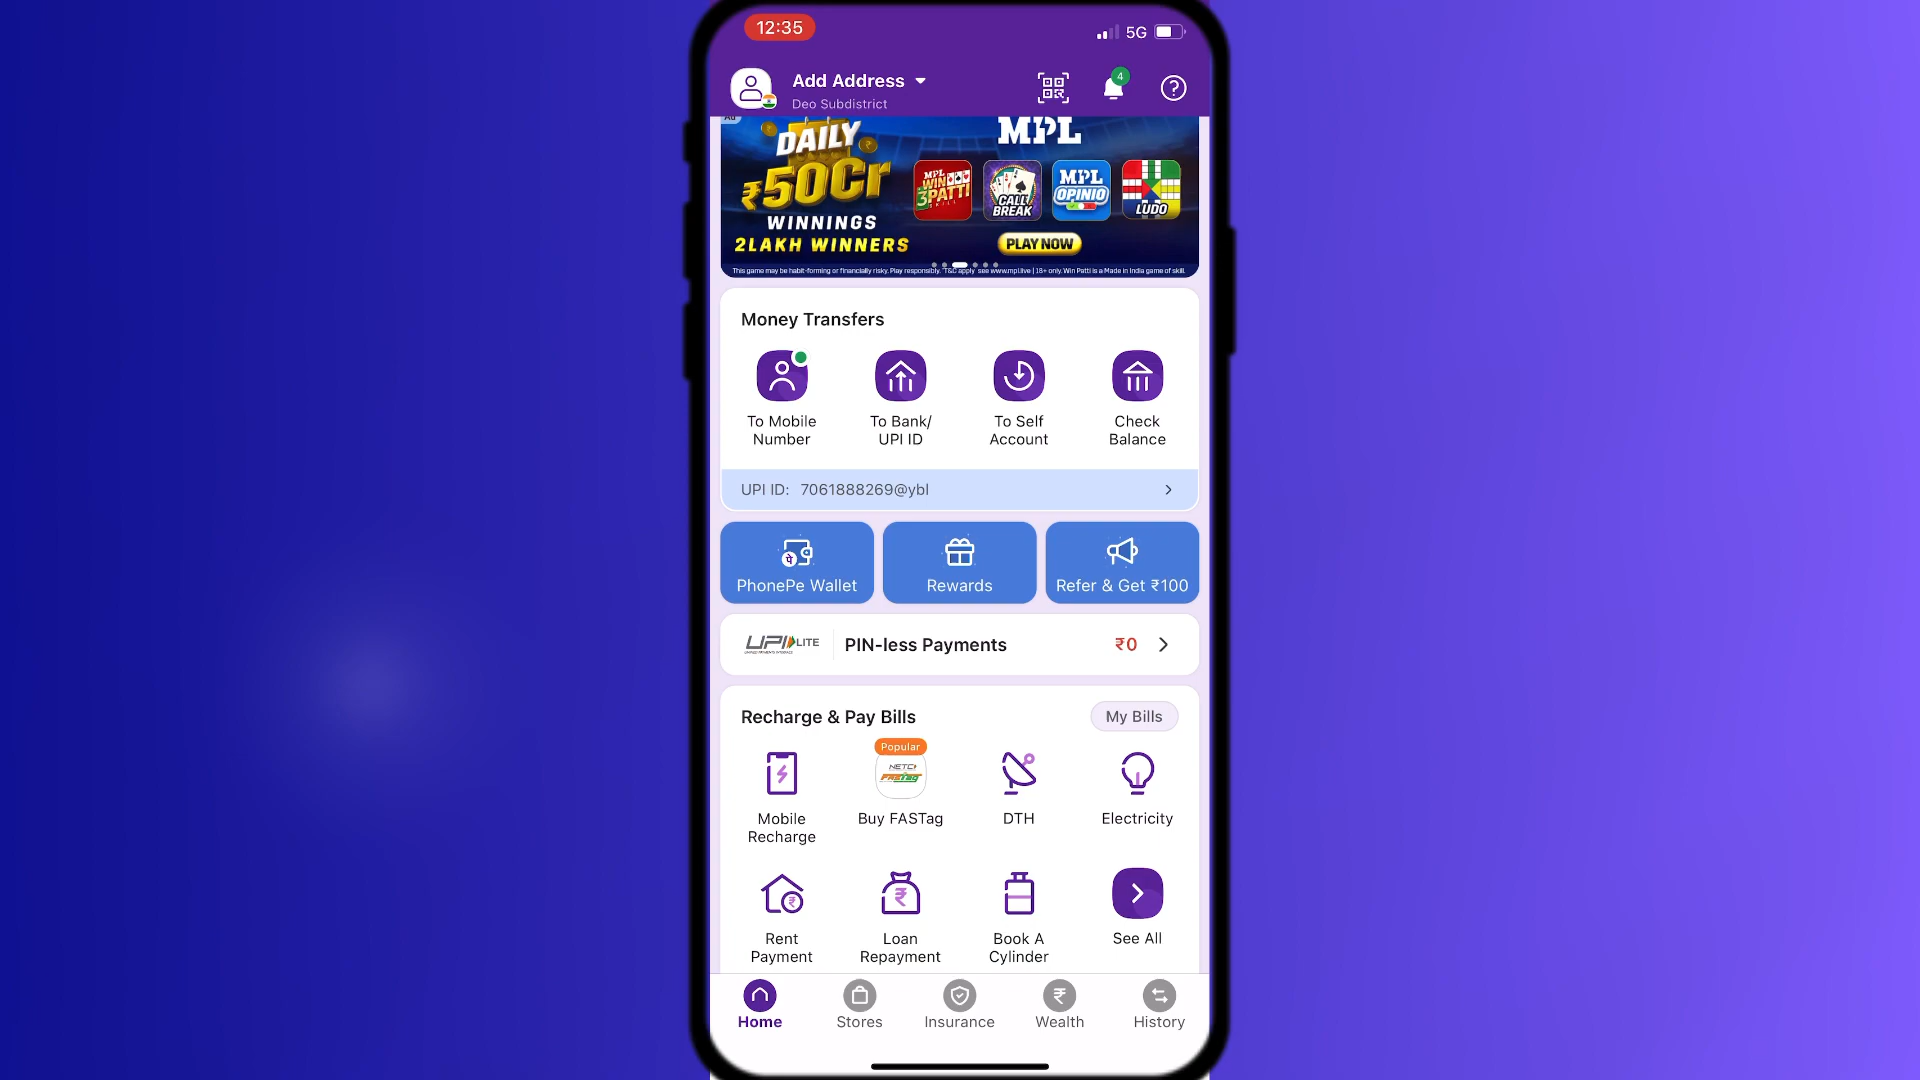 12:35
5G
Add Address
4
Deo Subdistrict
?
DAILY
₹50Cr
WINNINGS
2LAKH WINNERS
MPL
MPL WIN 3PATTI SKILL
CALL BREAK
MPL OPINIO
LUDO
PLAY NOW
This game may be habit-forming or financially risky. Play responsibly. *T&C apply see www.mpl.live | 18+ only. Win Patti is a Made in India game of skill.
Money Transfers
To Mobile Number
To Bank/ UPI ID
To Self Account
Check Balance
UPI ID: 7061888269@ybl
पे
PhonePe Wallet
Rewards
Refer & Get ₹100
UPI LITE
PIN-less Payments
₹0
Recharge & Pay Bills
My Bills
Popular
NETC
FASTag
Mobile Recharge
Buy FASTag
DTH
Electricity
Rent Payment
Loan Repayment
Book A Cylinder
See All
Home
Stores
Insurance
Wealth
History